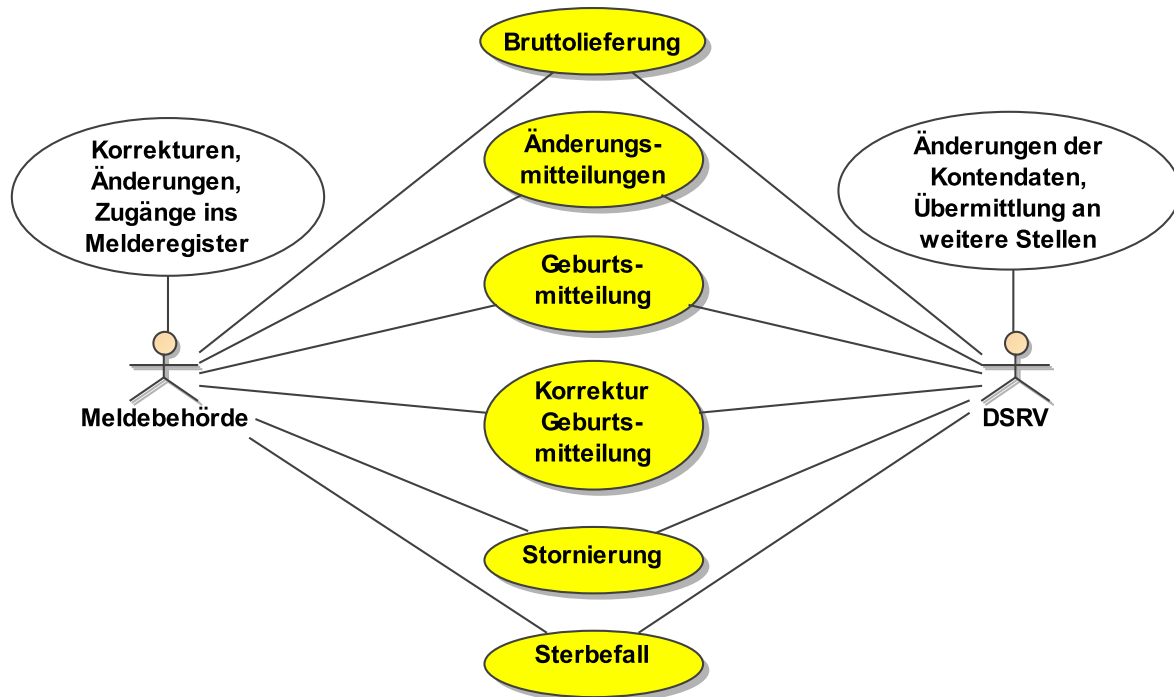 Bruttolieferung
Korrekturen,
Änderungen,
Zugänge ins
Melderegister
Änderungs-
mitteilungen
Änderungen der
Kontendaten,
Übermittlung an
weitere Stellen
Geburts-
mitteilung
Meldebehörde
Korrektur
Geburts-
mitteilung
DSRV
Stornierung
Sterbefall